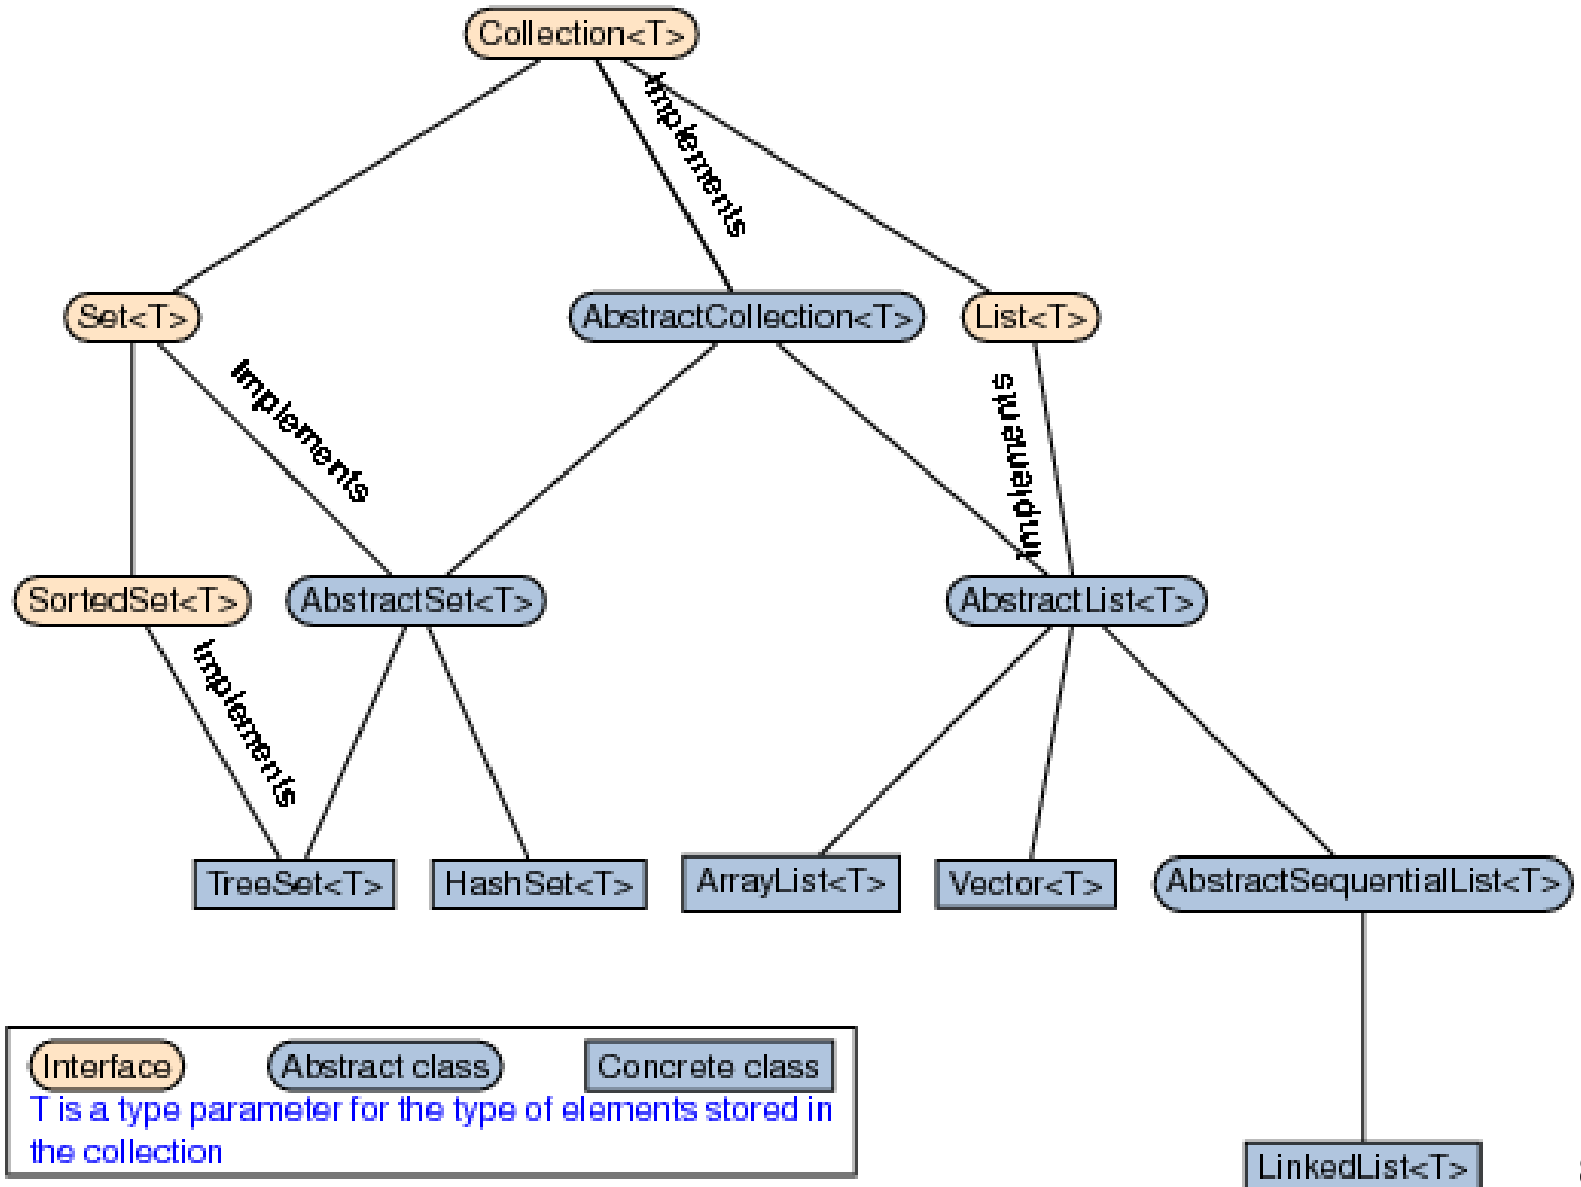 Collection<T>
Implements
Set<T>
AbstractCollection<T>
List<T>
Implements
Implements
SortedSet<T>
AbstractSet<T>
AbstractList<T>
Implements
TreeSet<T>
HashSet<T>
ArrayList<T>
Vector<T>
AbstractSequentialList<T>
Interface
Abstract class
Concrete class
T is a type parameter for the type of elements stored in
the collection
LinkedList<T>